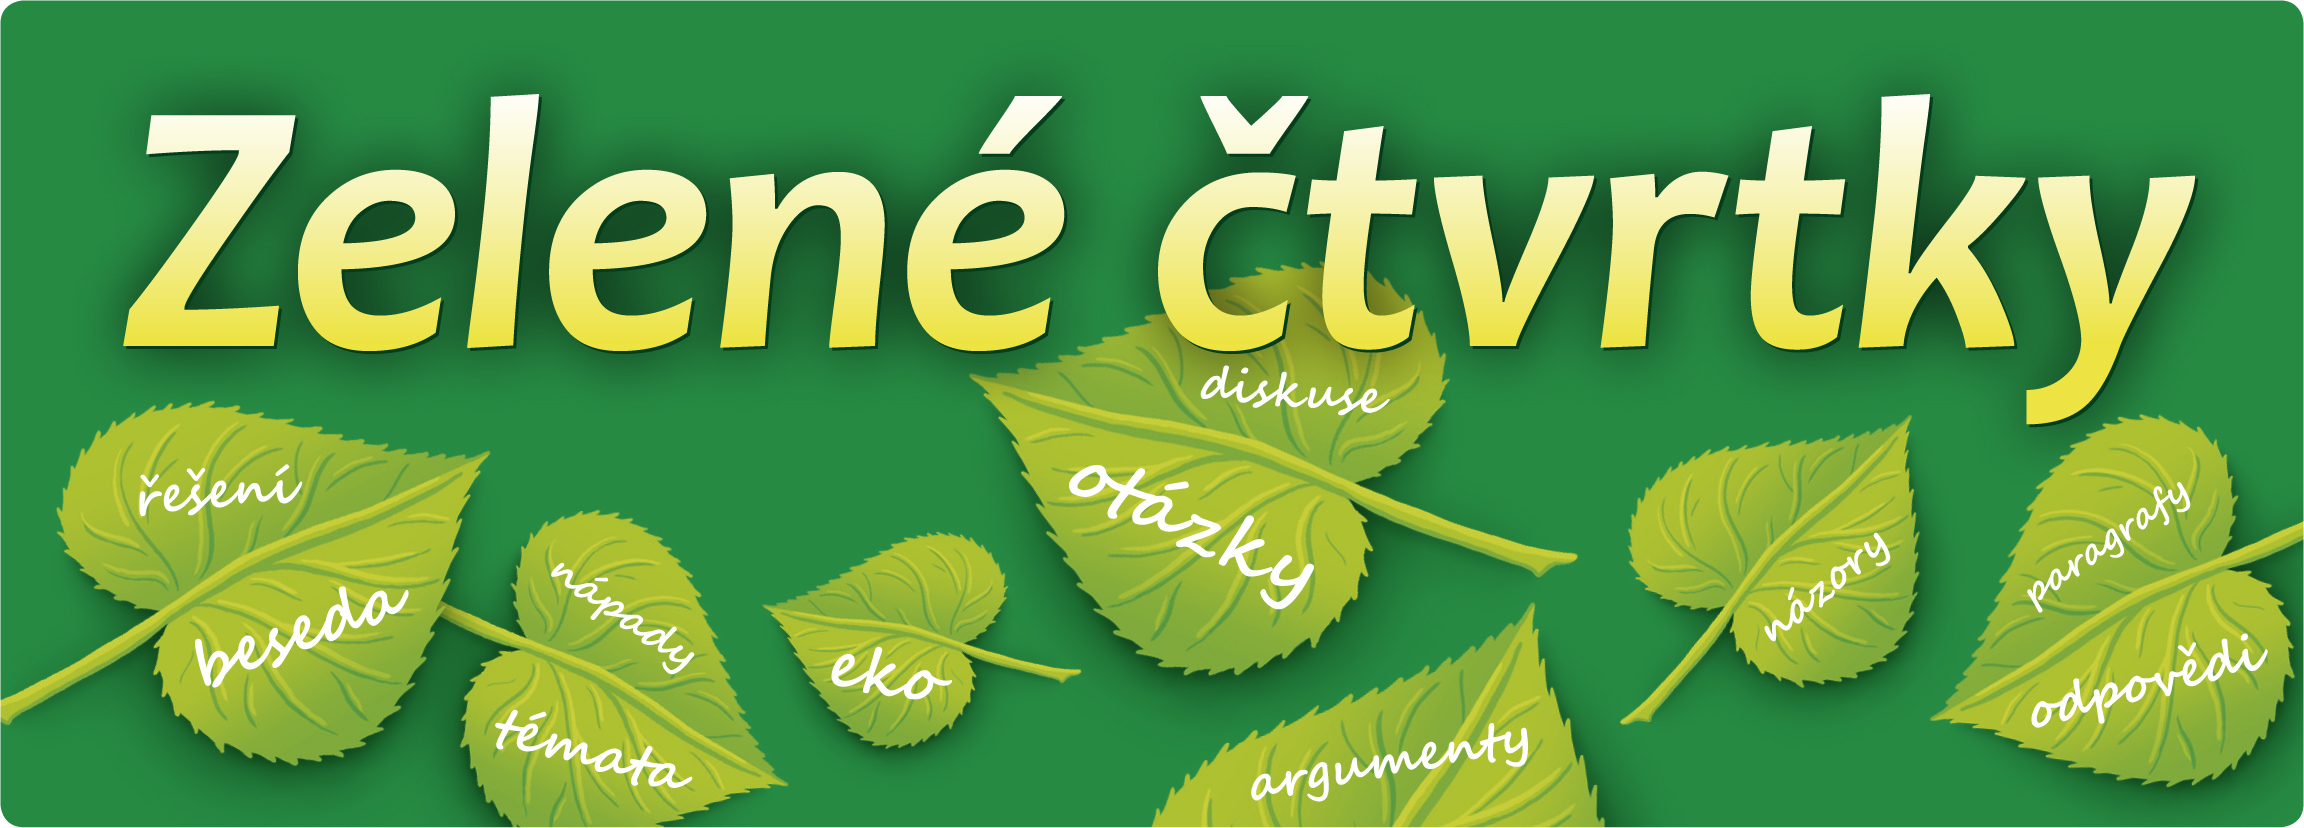 Zelené čtvrtky
diskuse
otázky
řešení
beseda
nápady
témata
eko
argumenty
názory
paragrafy
odpovědi